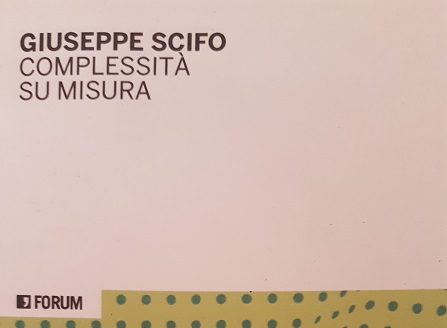 GIUSEPPE SCIFO
COMPLESSITÀ
SU MISURA
FORUM